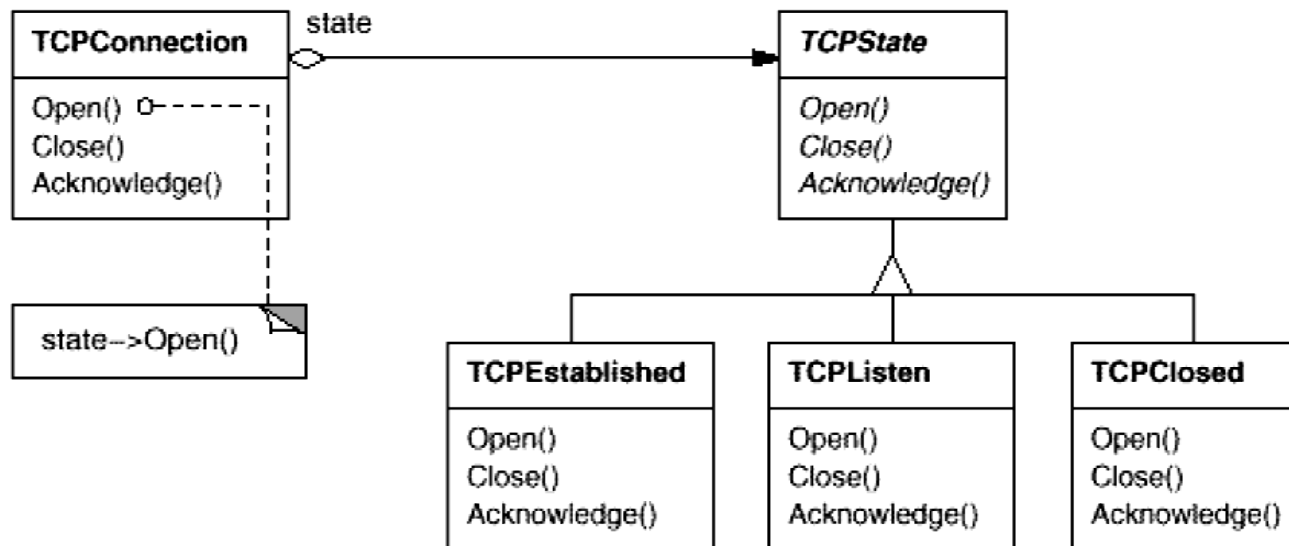 state
TCPConnection
Open()
Close()
Acknowledge()
state-->Open()
TCPState
Open()
Close()
Acknowledge()
TCPEstablished
Open()
Close()
Acknowledge()
TCPListen
Open()
Close()
Acknowledge()
TCPClosed
Open()
Close()
Acknowledge()